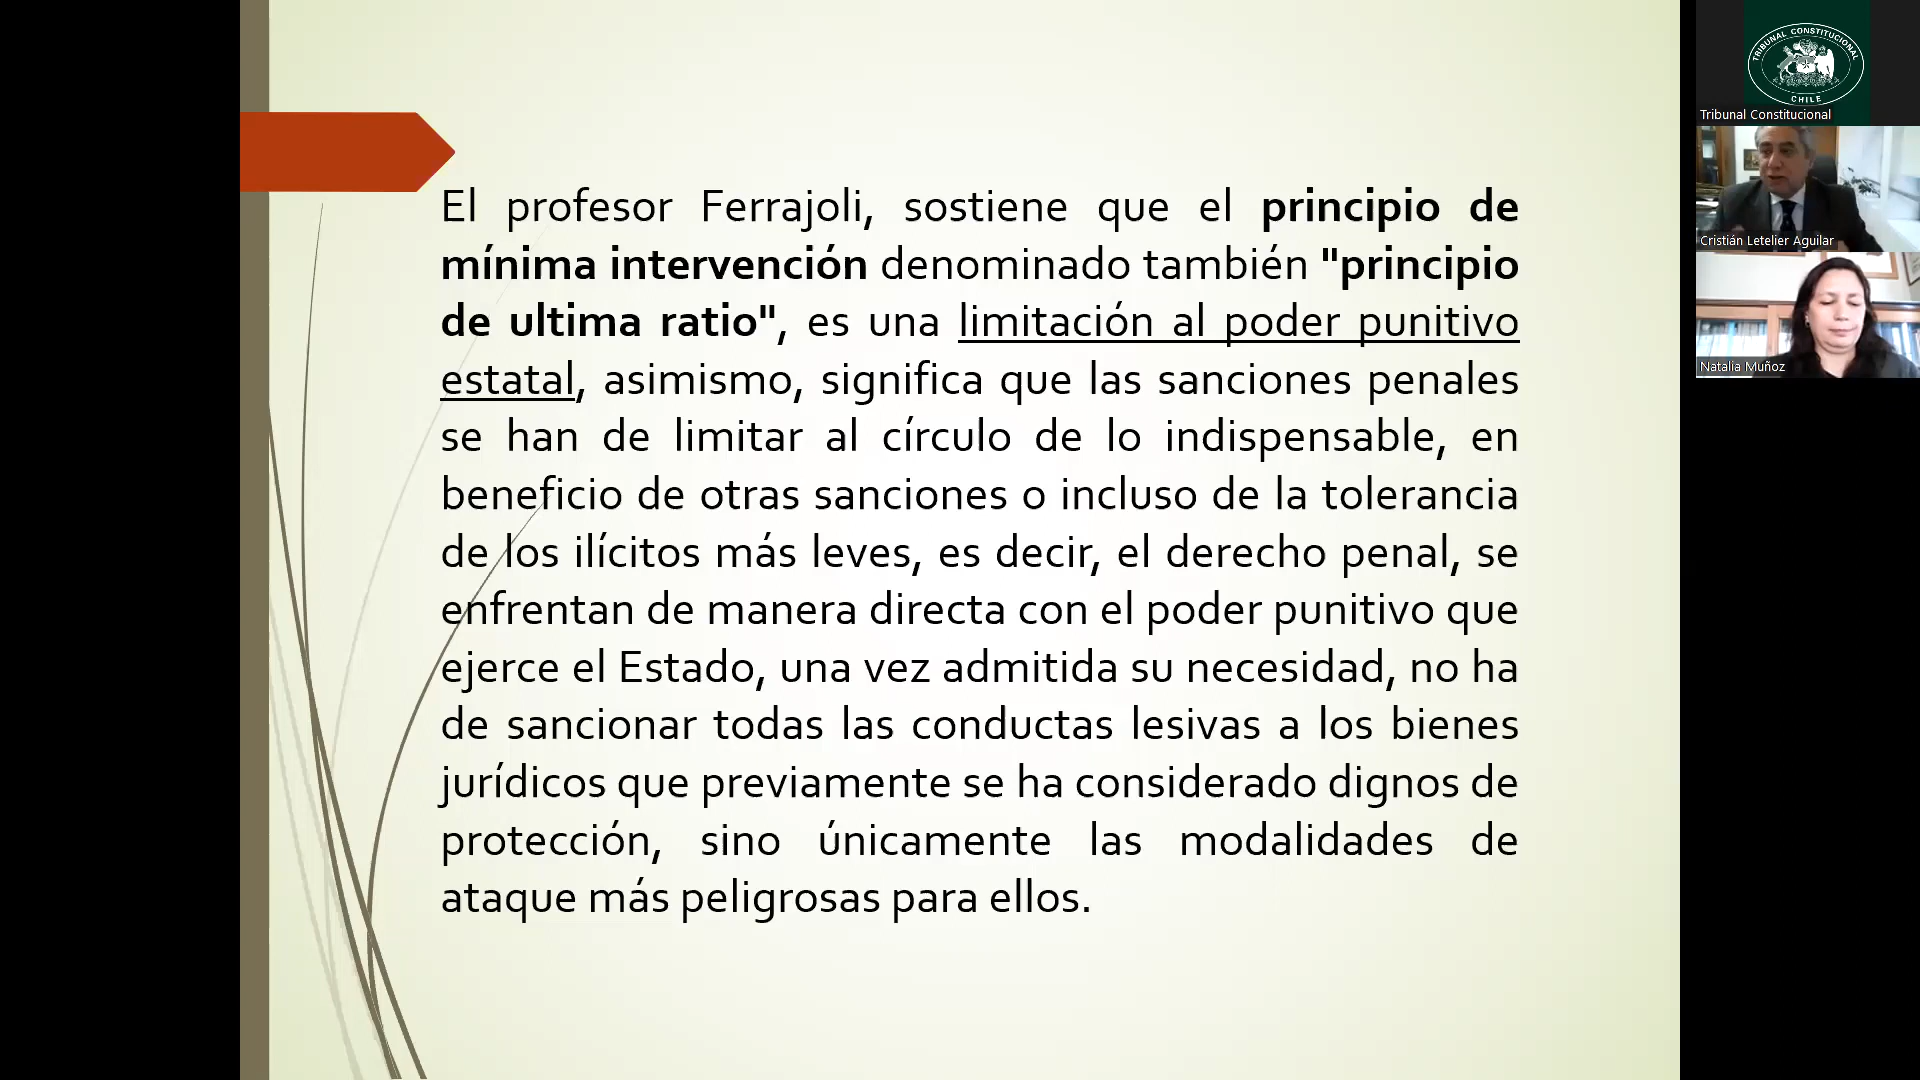 El profesor Ferrajoli, sostiene que el principio de
mínima intervención denominado también "principio
de ultima ratio", es una limitación al poder punitivo
estatal, asimismo, significa que las sanciones penales
se han de limitar al círculo de lo indispensable, en
beneficio de otras sanciones o incluso de la tolerancia
de los ilícitos más leves, es decir, el derecho penal, se
enfrentan de manera directa con el poder punitivo que
ejerce el Estado, una vez admitida su necesidad, no ha
de sancionar todas las conductas lesivas a los bienes
jurídicos que previamente se ha considerado dignos de
protección, sino únicamente las modalidades de
ataque más peligrosas para ellos.
TRIBUNAL CONSTITUCIONAL
CHILE
Tribunal Constitucional
Cristián Letelier Aguilar
Natalia Muñoz